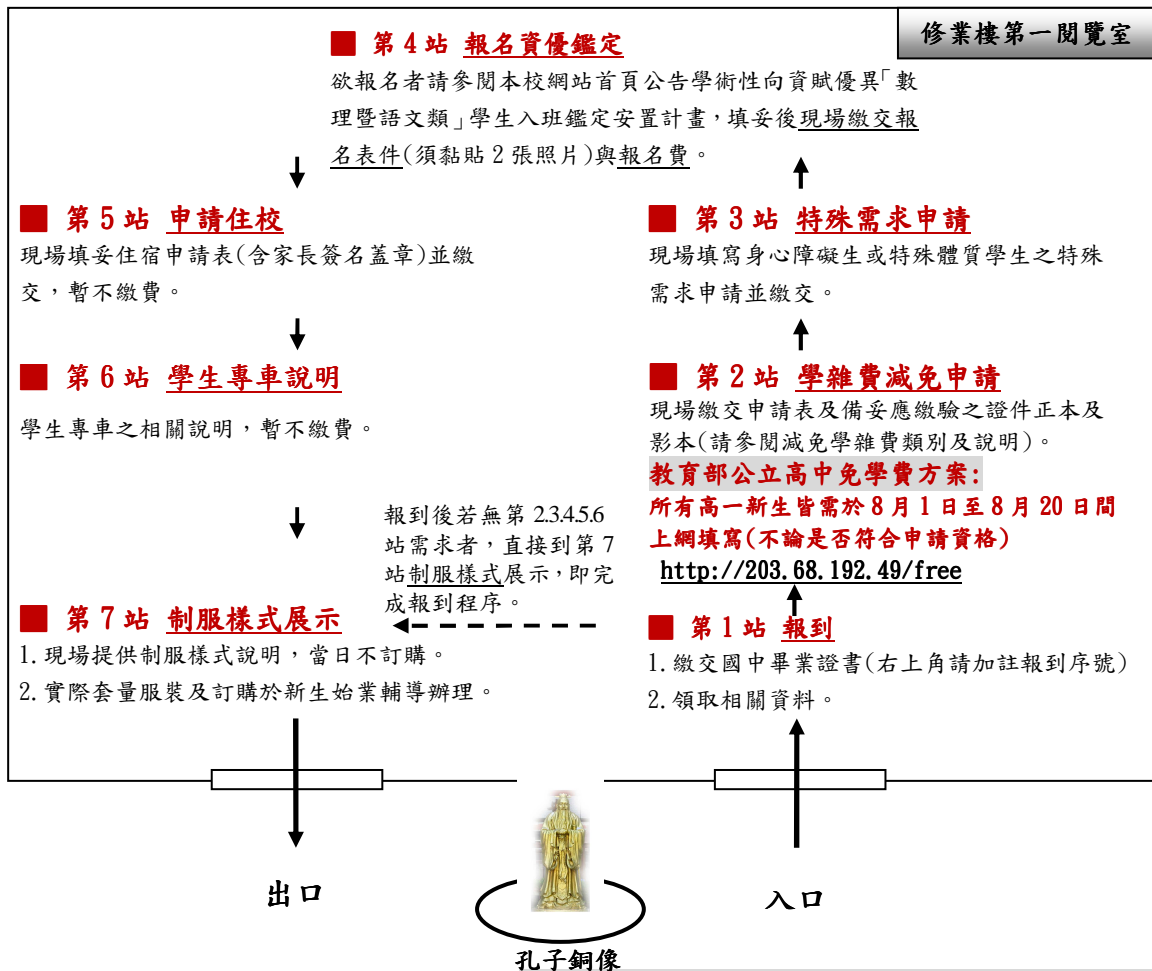 修業樓第一閱覽室
■ 第 4 站 報名資優鑑定
欲報名者請參閱本校網站首頁公告學術性向資賦優異「數
理暨語文類」學生入班鑑定安置計畫，填妥後現場繳交報
名表件(須黏貼 2 張照片)與報名費。
■ 第 5 站 申請住校
現場填妥住宿申請表(含家長簽名蓋章)並繳
交，暫不繳費。
■ 第 3 站 特殊需求申請
現場填寫身心障礙生或特殊體質學生之特殊
需求申請並繳交。
■ 第 6 站 學生專車說明
學生專車之相關說明，暫不繳費。
■ 第 2 站 學雜費減免申請
現場繳交申請表及備妥應繳驗之證件正本及
影本(請參閱減免學雜費類別及說明)。
教育部公立高中免學費方案:
所有高一新生皆需於 8 月 1 日至 8 月 20 日間
上網填寫(不論是否符合申請資格)
http://203.68.192.49/free
報到後若無第 2.3.4.5.6
站需求者，直接到第 7
站制服樣式展示，即完
成報到程序。
■ 第 7 站 制服樣式展示
1. 現場提供制服樣式說明，當日不訂購。
2. 實際套量服裝及訂購於新生始業輔導辦理。
■ 第 1 站 報到
1. 繳交國中畢業證書(右上角請加註報到序號)
2. 領取相關資料。
出口
入口
孔子銅像